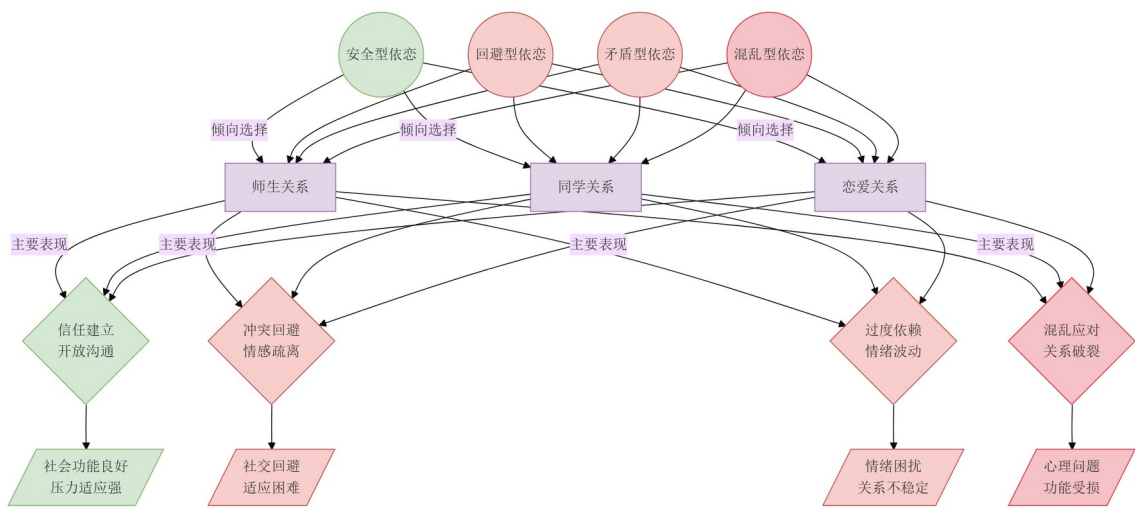 安全型依恋
回避型依恋
矛盾型依恋
混乱型依恋
倾向选择
倾向选择
倾向选择
师生关系
同学关系
恋爱关系
主要表现
主要表现
主要表现
主要表现
信任建立
开放沟通
冲突回避
情感疏离
过度依赖
情绪波动
混乱应对
关系破裂
社会功能良好
压力适应强
社交回避
适应困难
情绪困扰
关系不稳定
心理问题
功能受损